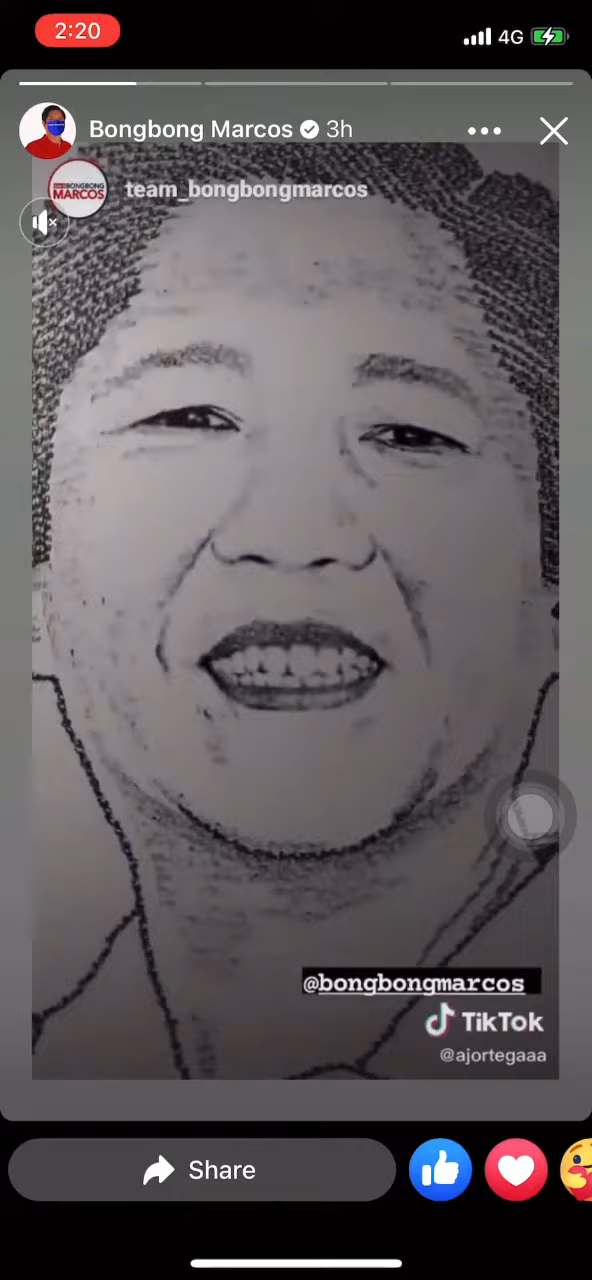 2:20
4G
Bongbong Marcos 3h
BONGBONG
MARCOS
team_bongbongmarcos
@bongbongmarcos
TikTok
@ajortegaaa
Share